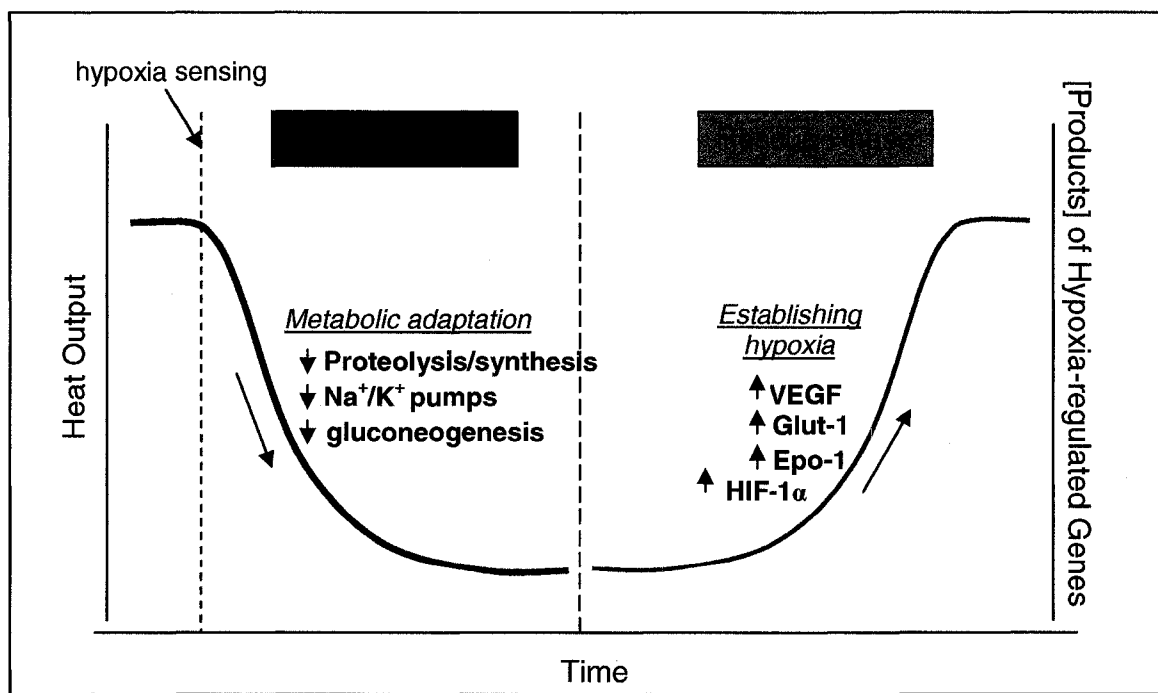 hypoxia sensing
Heat Output
Metabolic adaptation
Proteolysis/synthesis
Na⁺/K⁺ pumps
gluconeogenesis
Establishing
hypoxia
VEGF
Glut-1
Epo-1
HIF-1α
[Products] of Hypoxia-regulated Genes
Time